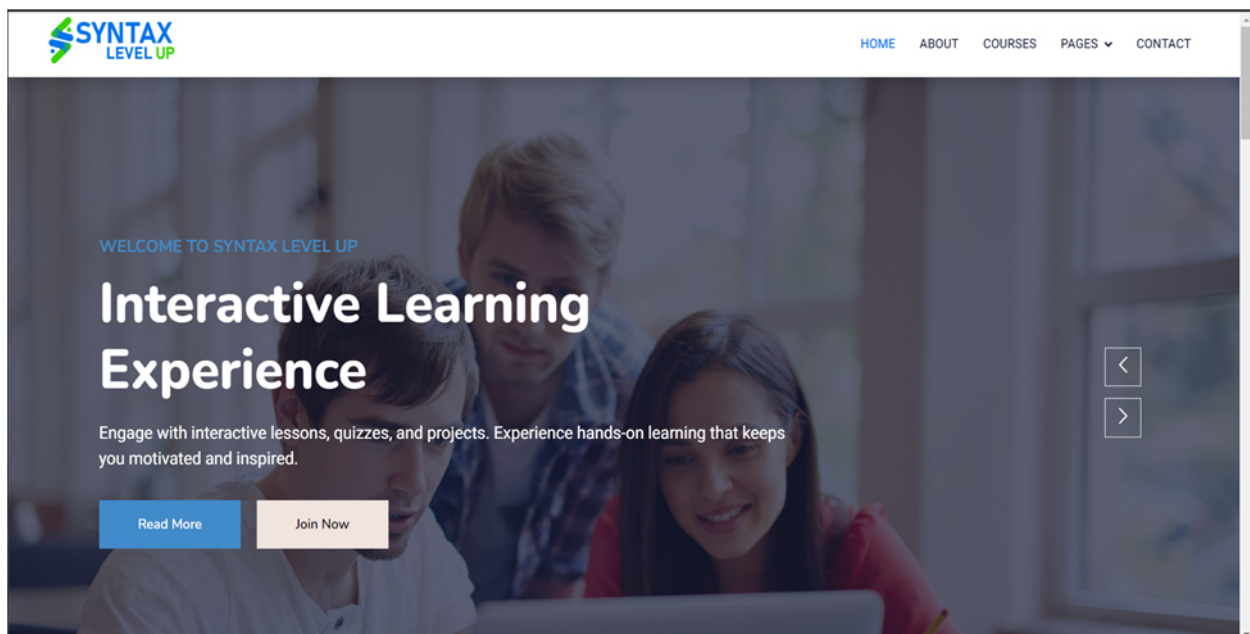 SYNTAX
LEVEL UP
HOME ABOUT COURSES PAGES CONTACT
WELCOME TO SYNTAX LEVEL UP
Interactive Learning
Experience
Engage with interactive lessons, quizzes, and projects. Experience hands-on learning that keeps
you motivated and inspired.
Read More Join Now